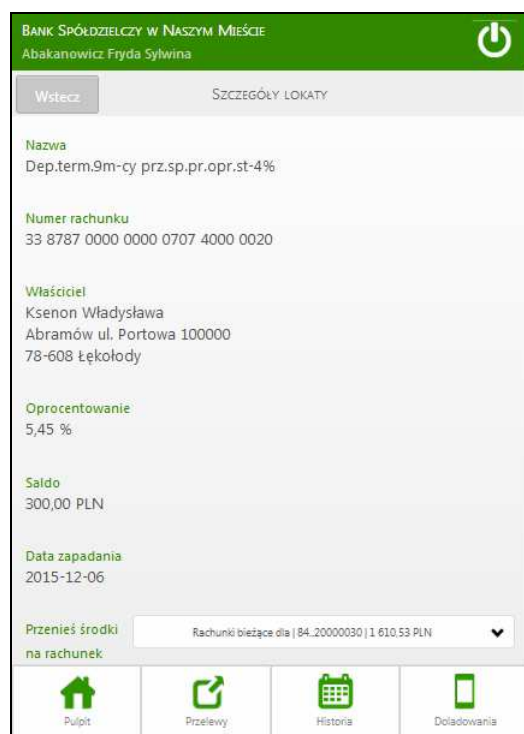 Bank Spółdzielczy w Naszym Mieście
Abakanowicz Fryda Sylwina
Wstecz
Szczegóły lokaty
Nazwa
Dep.term.9m-cy prz.sp.pr.opr.st-4%
Numer rachunku
33 8787 0000 0000 0707 4000 0020
Właściciel
Ksenon Władysława
Abramów ul. Portowa 100000
78-608 Łękołody
Oprocentowanie
5,45 %
Saldo
300,00 PLN
Data zapadania
2015-12-06
Przenieś środki
na rachunek
Rachunki bieżące dla | 84..20000030 | 1 610,53 PLN
Pulpit
Przelewy
Historia
Doladowania